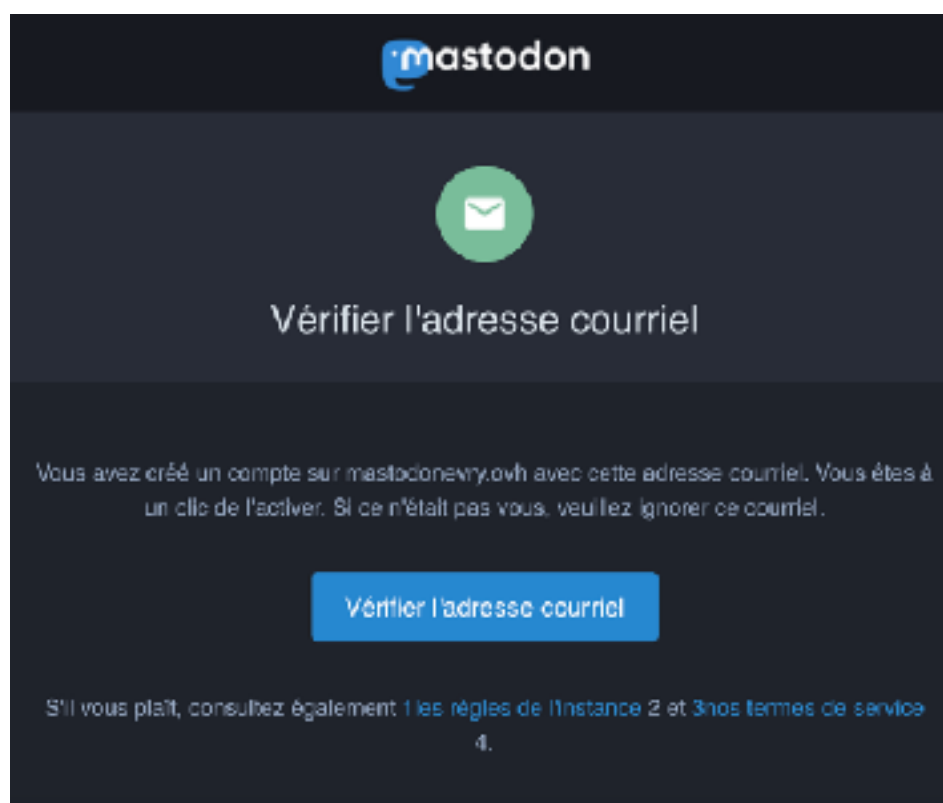 mastodon
Vérifier l'adresse courriel
Vous avez créé un compte sur mastodonevry.ovh avec cette adresse courriel. Vous êtes à
un clic de l'activer. Si ce n'était pas vous, veuillez ignorer ce courriel.
Vérifier l'adresse courriel
S'il vous plaît, consultez également 1les règles de l'instance 2 et 3nos termes de service
4.